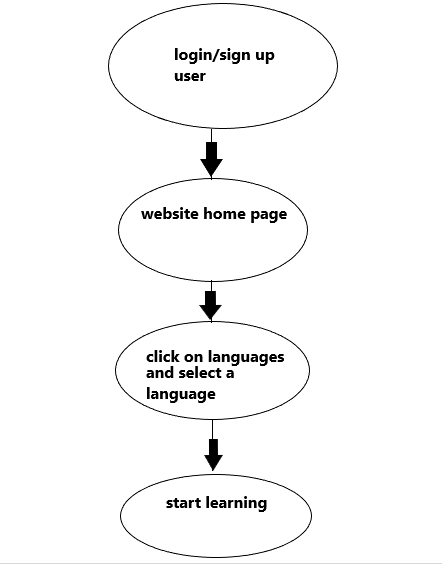 login/sign up
user
website home page
click on languages
and select a
language
start learning